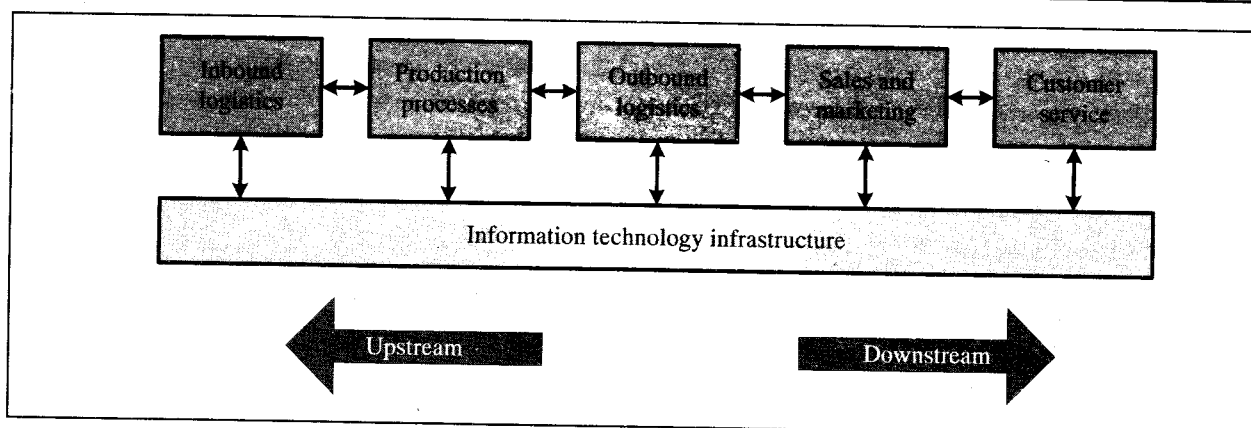 Inbound
logistics
Production
processes
Outbound
logistics
Sales and
marketing
Customer
service
Information technology infrastructure
Upstream
Downstream